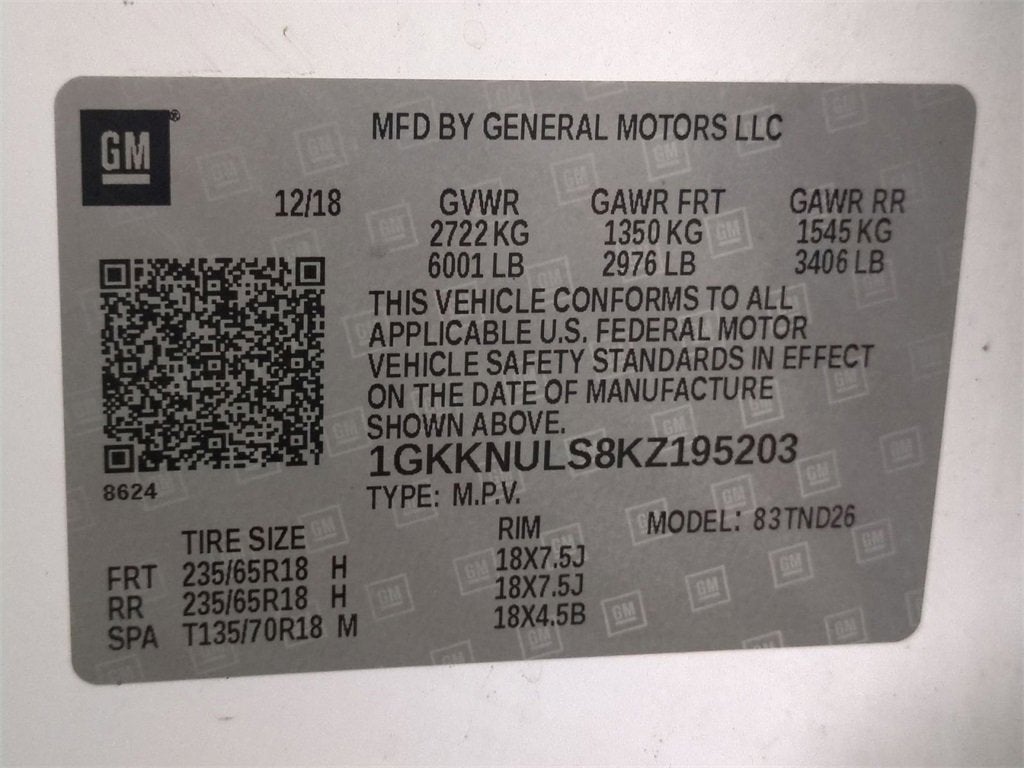 GM®
MFD BY GENERAL MOTORS LLC
12/18 GVWR GAWR FRT GAWR RR
2722 KG 1350 KG 1545 KG
6001 LB 2976 LB 3406 LB
THIS VEHICLE CONFORMS TO ALL
APPLICABLE U.S. FEDERAL MOTOR
VEHICLE SAFETY STANDARDS IN EFFECT
ON THE DATE OF MANUFACTURE
SHOWN ABOVE.
1GKKNULS8KZ195203
8624
TYPE: M.P.V.
TIRE SIZE RIM MODEL: 83TND26
FRT 235/65R18 H 18X7.5J
RR 235/65R18 H 18X7.5J
SPA T135/70R18 M 18X4.5B